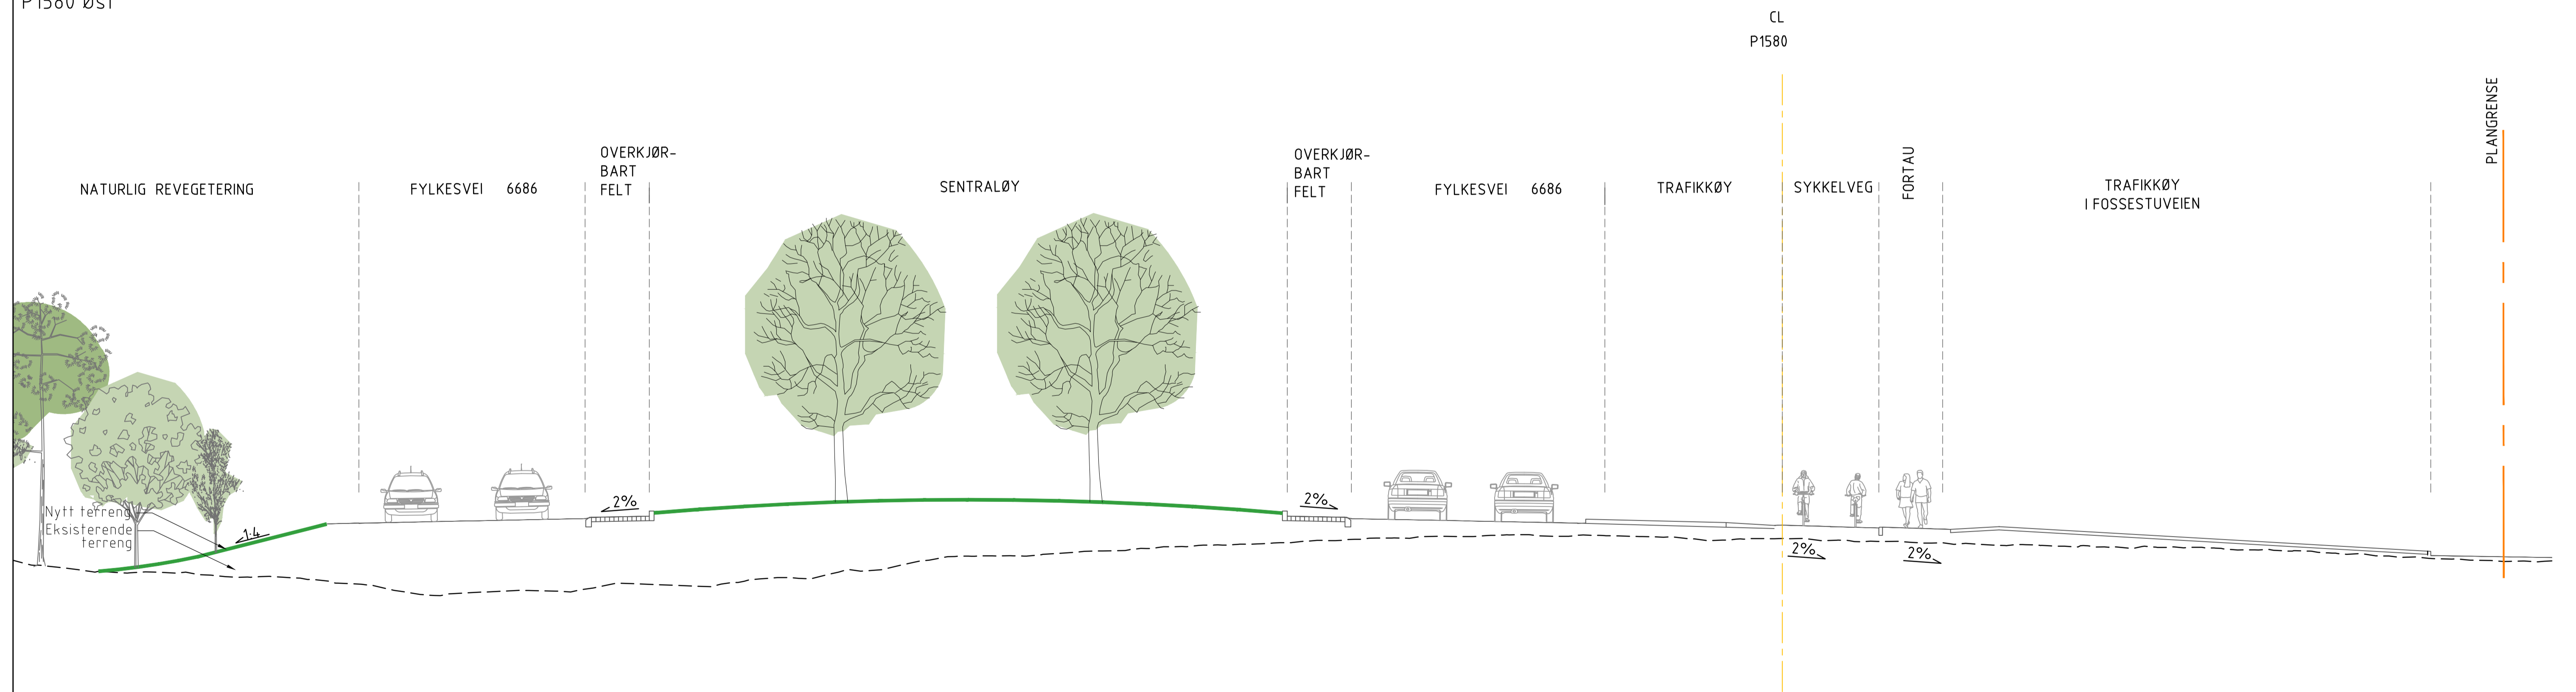 P1580 ØST
CL
P1580
PLANGRENSE
NATURLIG REVEGETERING
FYLKESVEI 6686
OVERKJØR-
BART
FELT
SENTRALØY
OVERKJØR-
BART
FELT
FYLKESVEI 6686
TRAFIKKØY
SYKKELVEG
FORTAU
TRAFIKKØY
I FOSSESTUVEIEN
Nytt terreng
Eksisterende
terreng
1:4
2%
2%
2%
2%